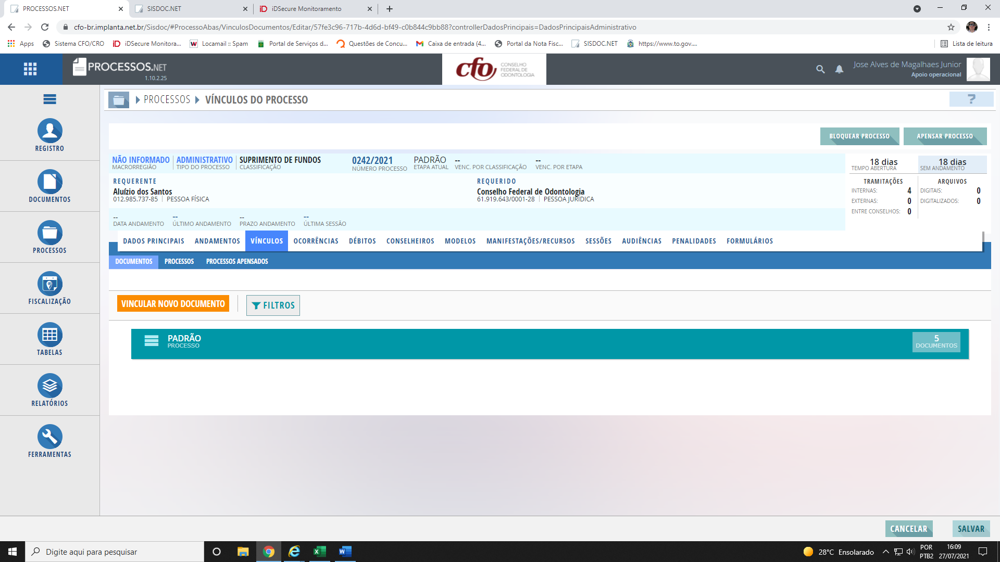 PROCESSOS.NET
SISDOC.NET
iD iDSecure Monitoramento
cfo-br.implanta.net.br/Sisdoc/#ProcessoAbas/VinculosDocumentos/Editar/57fe3c96-717b-4d6d-bf49-c0b844c9bb88?controllerDadosPrincipais=DadosPrincipaisAdministrativo
Apps
Sistema CFO/CRO
iD iDSecure Monitora...
W Locamail :: Spam
Portal de Serviços d...
Questões de Concu...
Caixa de entrada (4...
Portal da Nota Fisc...
SISDOC.NET
https://www.to.gov....
Lista de leitura
PROCESSOS.NET
1.10.2.25
cfo
CONSELHO
FEDERAL DE
ODONTOLOGIA
Jose Alves de Magalhaes Junior
Apoio operacional
PROCESSOS VÍNCULOS DO PROCESSO
?
REGISTRO
DOCUMENTOS
PROCESSOS
FISCALIZAÇÃO
TABELAS
RELATÓRIOS
FERRAMENTAS
BLOQUEAR PROCESSO
APENSAR PROCESSO
NÃO INFORMADO ADMINISTRATIVO SUPRIMENTO DE FUNDOS 0242/2021 PADRÃO -- --
MACRORREGIÃO TIPO DO PROCESSO CLASSIFICAÇÃO NÚMERO PROCESSO ETAPA ATUAL VENC. POR CLASSIFICAÇÃO VENC. POR ETAPA
18 dias 18 dias
TEMPO ABERTURA SEM ANDAMENTO
REQUERENTE
Aluízio dos Santos
012.985.737-85 PESSOA FÍSICA
REQUERIDO
Conselho Federal de Odontologia
61.919.643/0001-28 PESSOA JURÍDICA
TRAMITAÇÕES
INTERNAS: 4
EXTERNAS: 0
ENTRE CONSELHOS: 0
ARQUIVOS
DIGITAIS: 0
DIGITALIZADOS: 0
-- -- -- --
DATA ANDAMENTO ÚLTIMO ANDAMENTO PRAZO ANDAMENTO ÚLTIMA SESSÃO
DADOS PRINCIPAIS ANDAMENTOS VÍNCULOS OCORRÊNCIAS DÉBITOS CONSELHEIROS MODELOS MANIFESTAÇÕES/RECURSOS SESSÕES AUDIÊNCIAS PENALIDADES FORMULÁRIOS
DOCUMENTOS PROCESSOS PROCESSOS APENSADOS
VINCULAR NOVO DOCUMENTO
FILTROS
PADRÃO
PROCESSO
5
DOCUMENTOS
CANCELAR
SALVAR
Digite aqui para pesquisar
28°C Ensolarado
POR
PTB2
16:09
27/07/2021